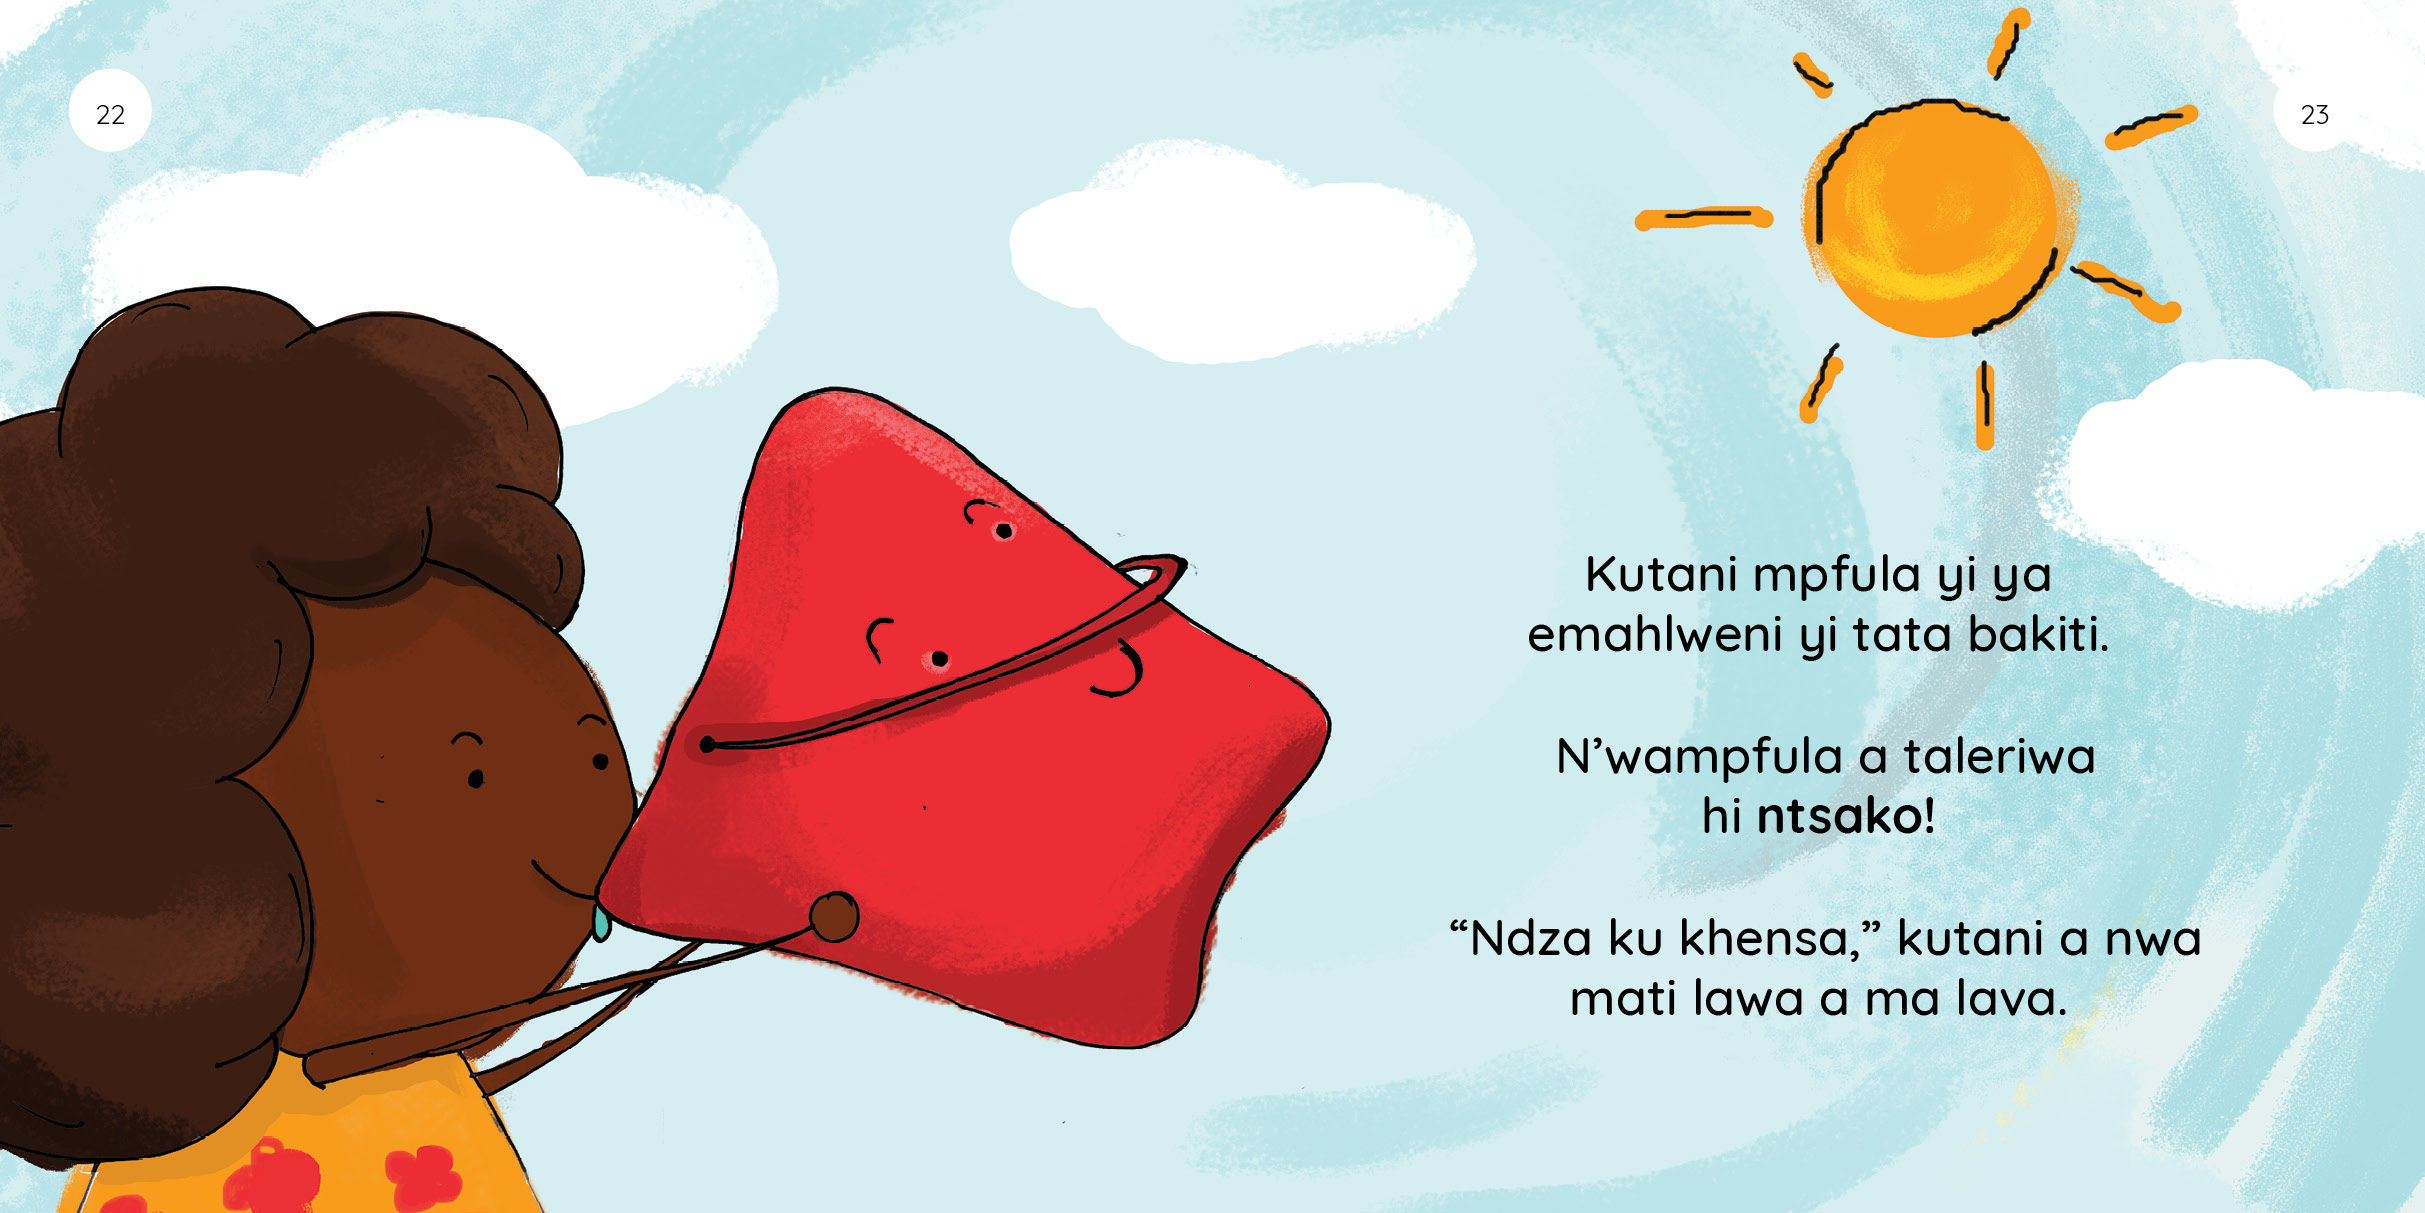 22
23
Kutani mpfula yi ya
emahlweni yi tata bakiti.
N’wampfula a taleriwa
hi ntsako!
“Ndza ku khensa,” kutani a nwa
mati lawa a ma lava.